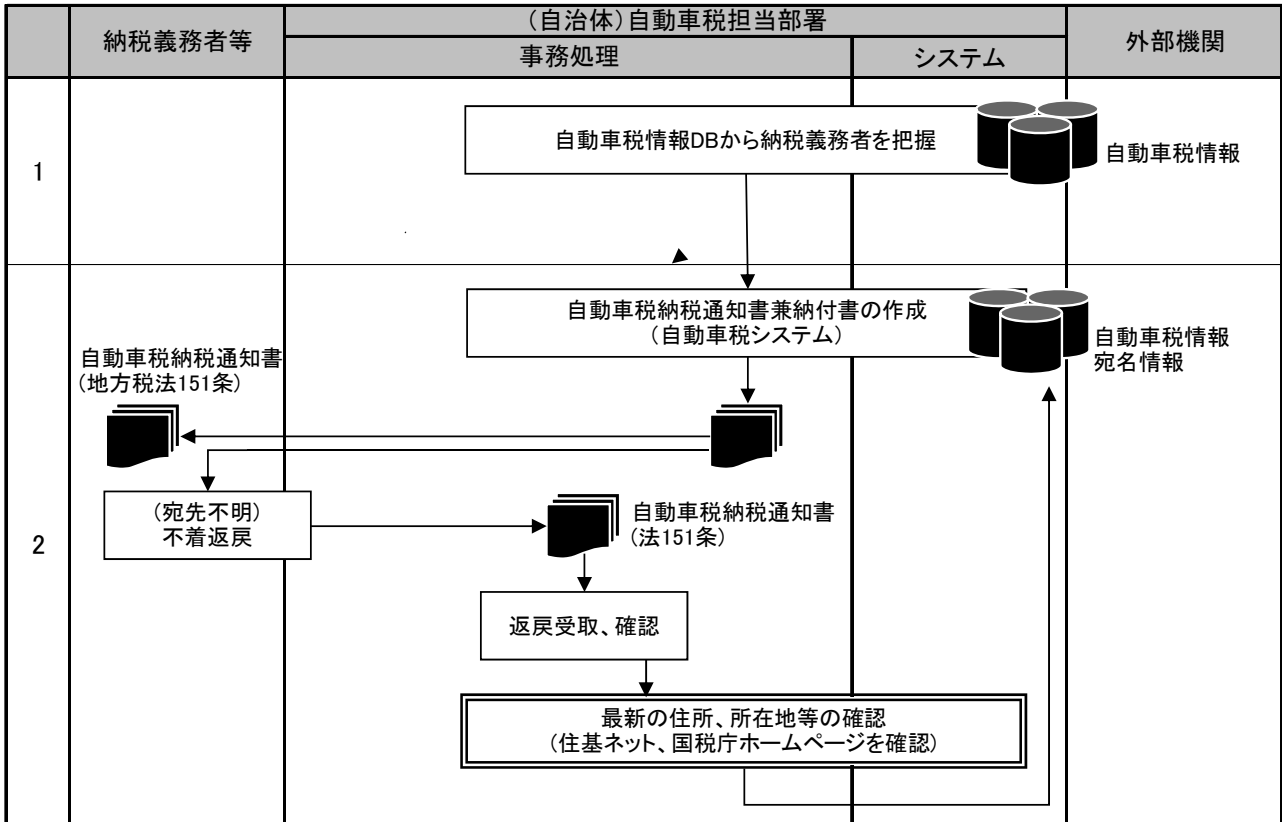 納税義務者等
(自治体)自動車税担当部署
事務処理
システム
外部機関
1
自動車税情報DBから納税義務者を把握
自動車税情報
2
自動車税納税通知書兼納付書の作成
(自動車税システム)
自動車税情報
宛名情報
自動車税納税通知書
(地方税法151条)
(宛先不明)
不着返戻
自動車税納税通知書
(法151条)
返戻受取、確認
最新の住所、所在地等の確認
(住基ネット、国税庁ホームページを確認)